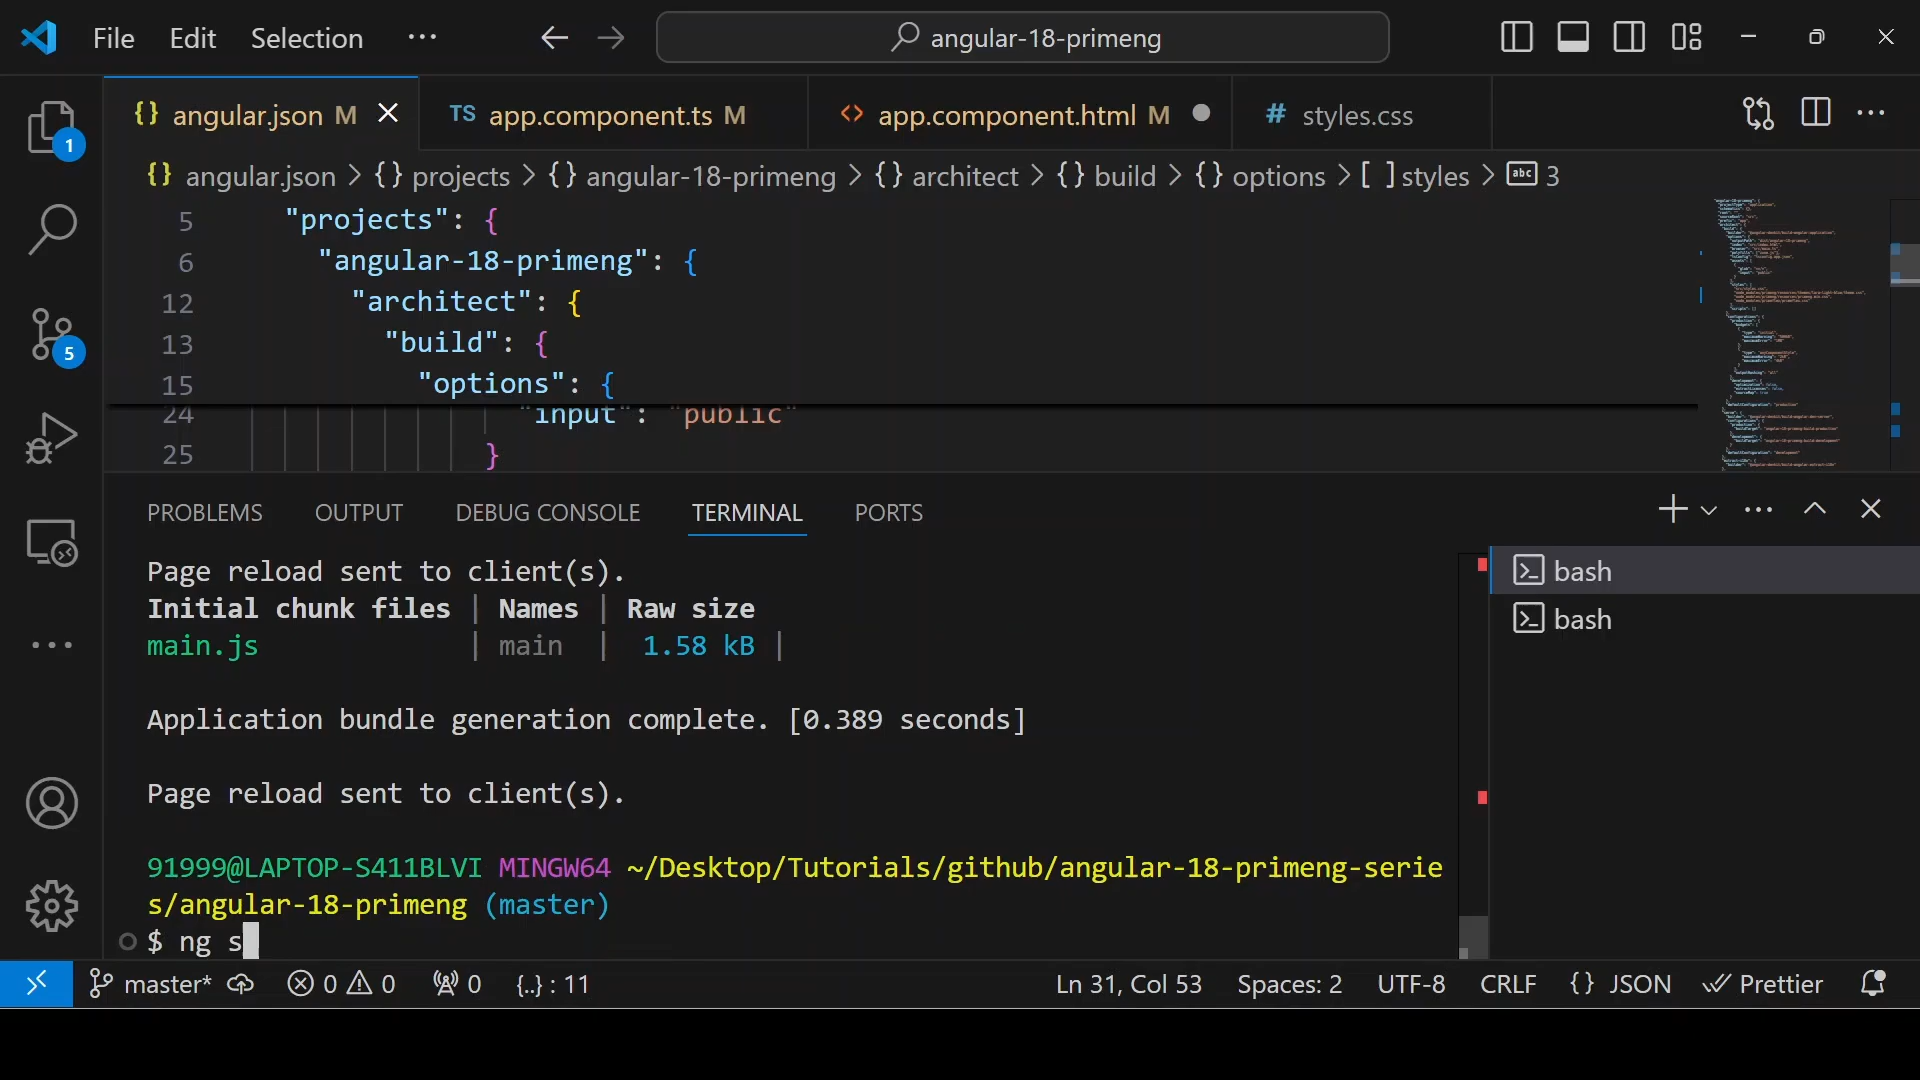 File Edit Selection ··· angular-18-primeng
{} angular.json M TS app.component.ts M <> app.component.html M # styles.css
{} angular.json > {} projects > {} angular-18-primeng > {} architect > {} build > {} options > [ ] styles > abc 3
5 "projects": {
6 "angular-18-primeng": {
12 "architect": {
13 "build": {
15 "options": {
24 "input": "public"
25 }
1
5
PROBLEMS OUTPUT DEBUG CONSOLE TERMINAL PORTS
Page reload sent to client(s).
Initial chunk files | Names | Raw size
main.js | main | 1.58 kB |
Application bundle generation complete. [0.389 seconds]
Page reload sent to client(s).
91999@LAPTOP-S411BLVI MINGW64 ~/Desktop/Tutorials/github/angular-18-primeng-serie
s/angular-18-primeng (master)
$ ng s
bash
bash
master* 0 0 0 {..} : 11 Ln 31, Col 53 Spaces: 2 UTF-8 CRLF {} JSON Prettier